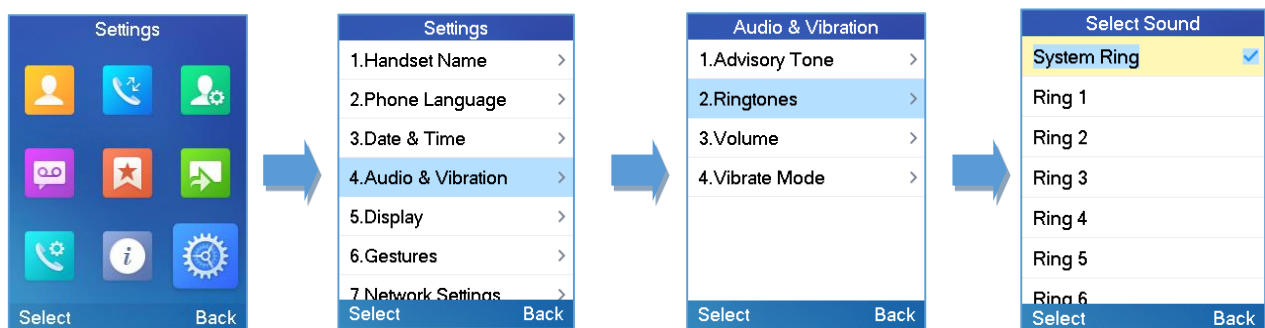 Settings
Select Back
Settings
1.Handset Name
2.Phone Language
3.Date & Time
4.Audio & Vibration
5.Display
6.Gestures
7.Network Settings
Select Back
Audio & Vibration
1.Advisory Tone
2.Ringtones
3.Volume
4.Vibrate Mode
Select Back
Select Sound
System Ring
Ring 1
Ring 2
Ring 3
Ring 4
Ring 5
Ring 6
Select Back